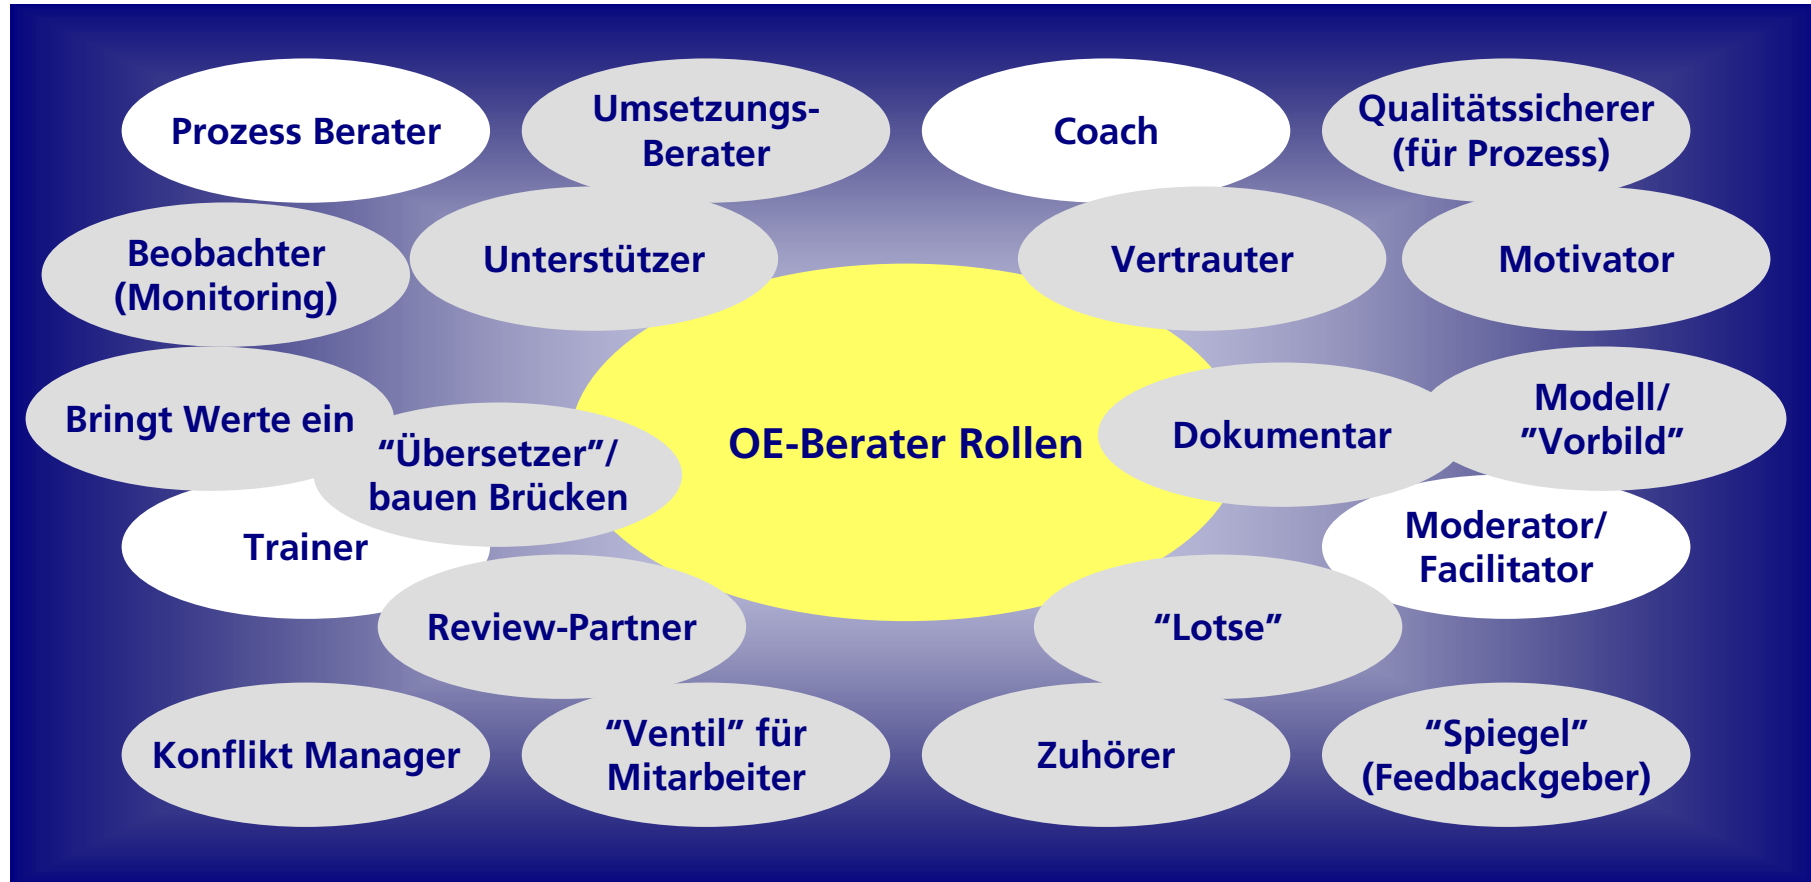 Prozess Berater
Umsetzungs-
Berater
Coach
Qualitätssicherer
(für Prozess)
Beobachter
(Monitoring)
Unterstützer
Vertrauter
Motivator
Bringt Werte ein
“Übersetzer”/
bauen Brücken
OE-Berater Rollen
Dokumentar
Modell/
”Vorbild”
Trainer
Moderator/
Facilitator
Review-Partner
“Lotse”
Konflikt Manager
“Ventil” für
Mitarbeiter
Zuhörer
“Spiegel”
(Feedbackgeber)